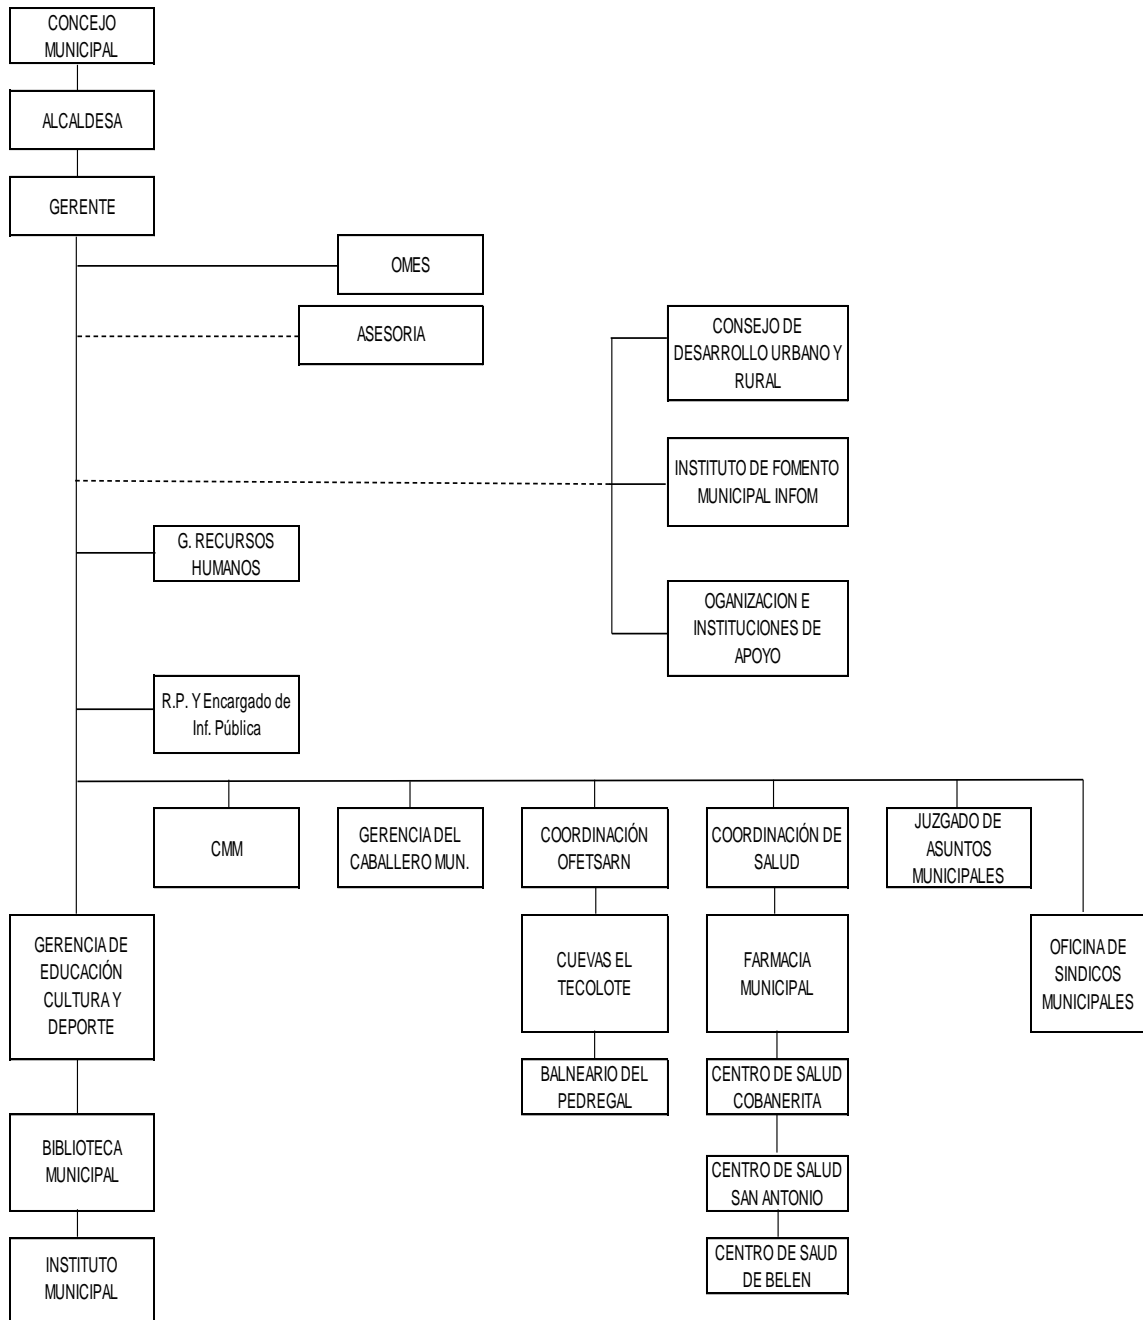 CONCEJO
MUNICIPAL
ALCALDESA
GERENTE
OMES
ASESORIA
CONSEJO DE
DESARROLLO URBANO Y
RURAL
INSTITUTO DE FOMENTO
MUNICIPAL INFOM
G. RECURSOS
HUMANOS
OGANIZACION E
INSTITUCIONES DE
APOYO
R.P. Y Encargado de
Inf. Pública
CMM
GERENCIA DEL
CABALLERO MUN.
COORDINACIÓN
OFETSARN
COORDINACIÓN DE
SALUD
JUZGADO DE
ASUNTOS
MUNICIPALES
GERENCIA DE
EDUCACIÓN
CULTURA Y
DEPORTE
CUEVAS EL
TECOLOTE
FARMACIA
MUNICIPAL
OFICINA DE
SINDICOS
MUNICIPALES
BALNEARIO DEL
PEDREGAL
CENTRO DE SALUD
COBANERITA
BIBLIOTECA
MUNICIPAL
CENTRO DE SALUD
SAN ANTONIO
INSTITUTO
MUNICIPAL
CENTRO DE SAUD
DE BELEN